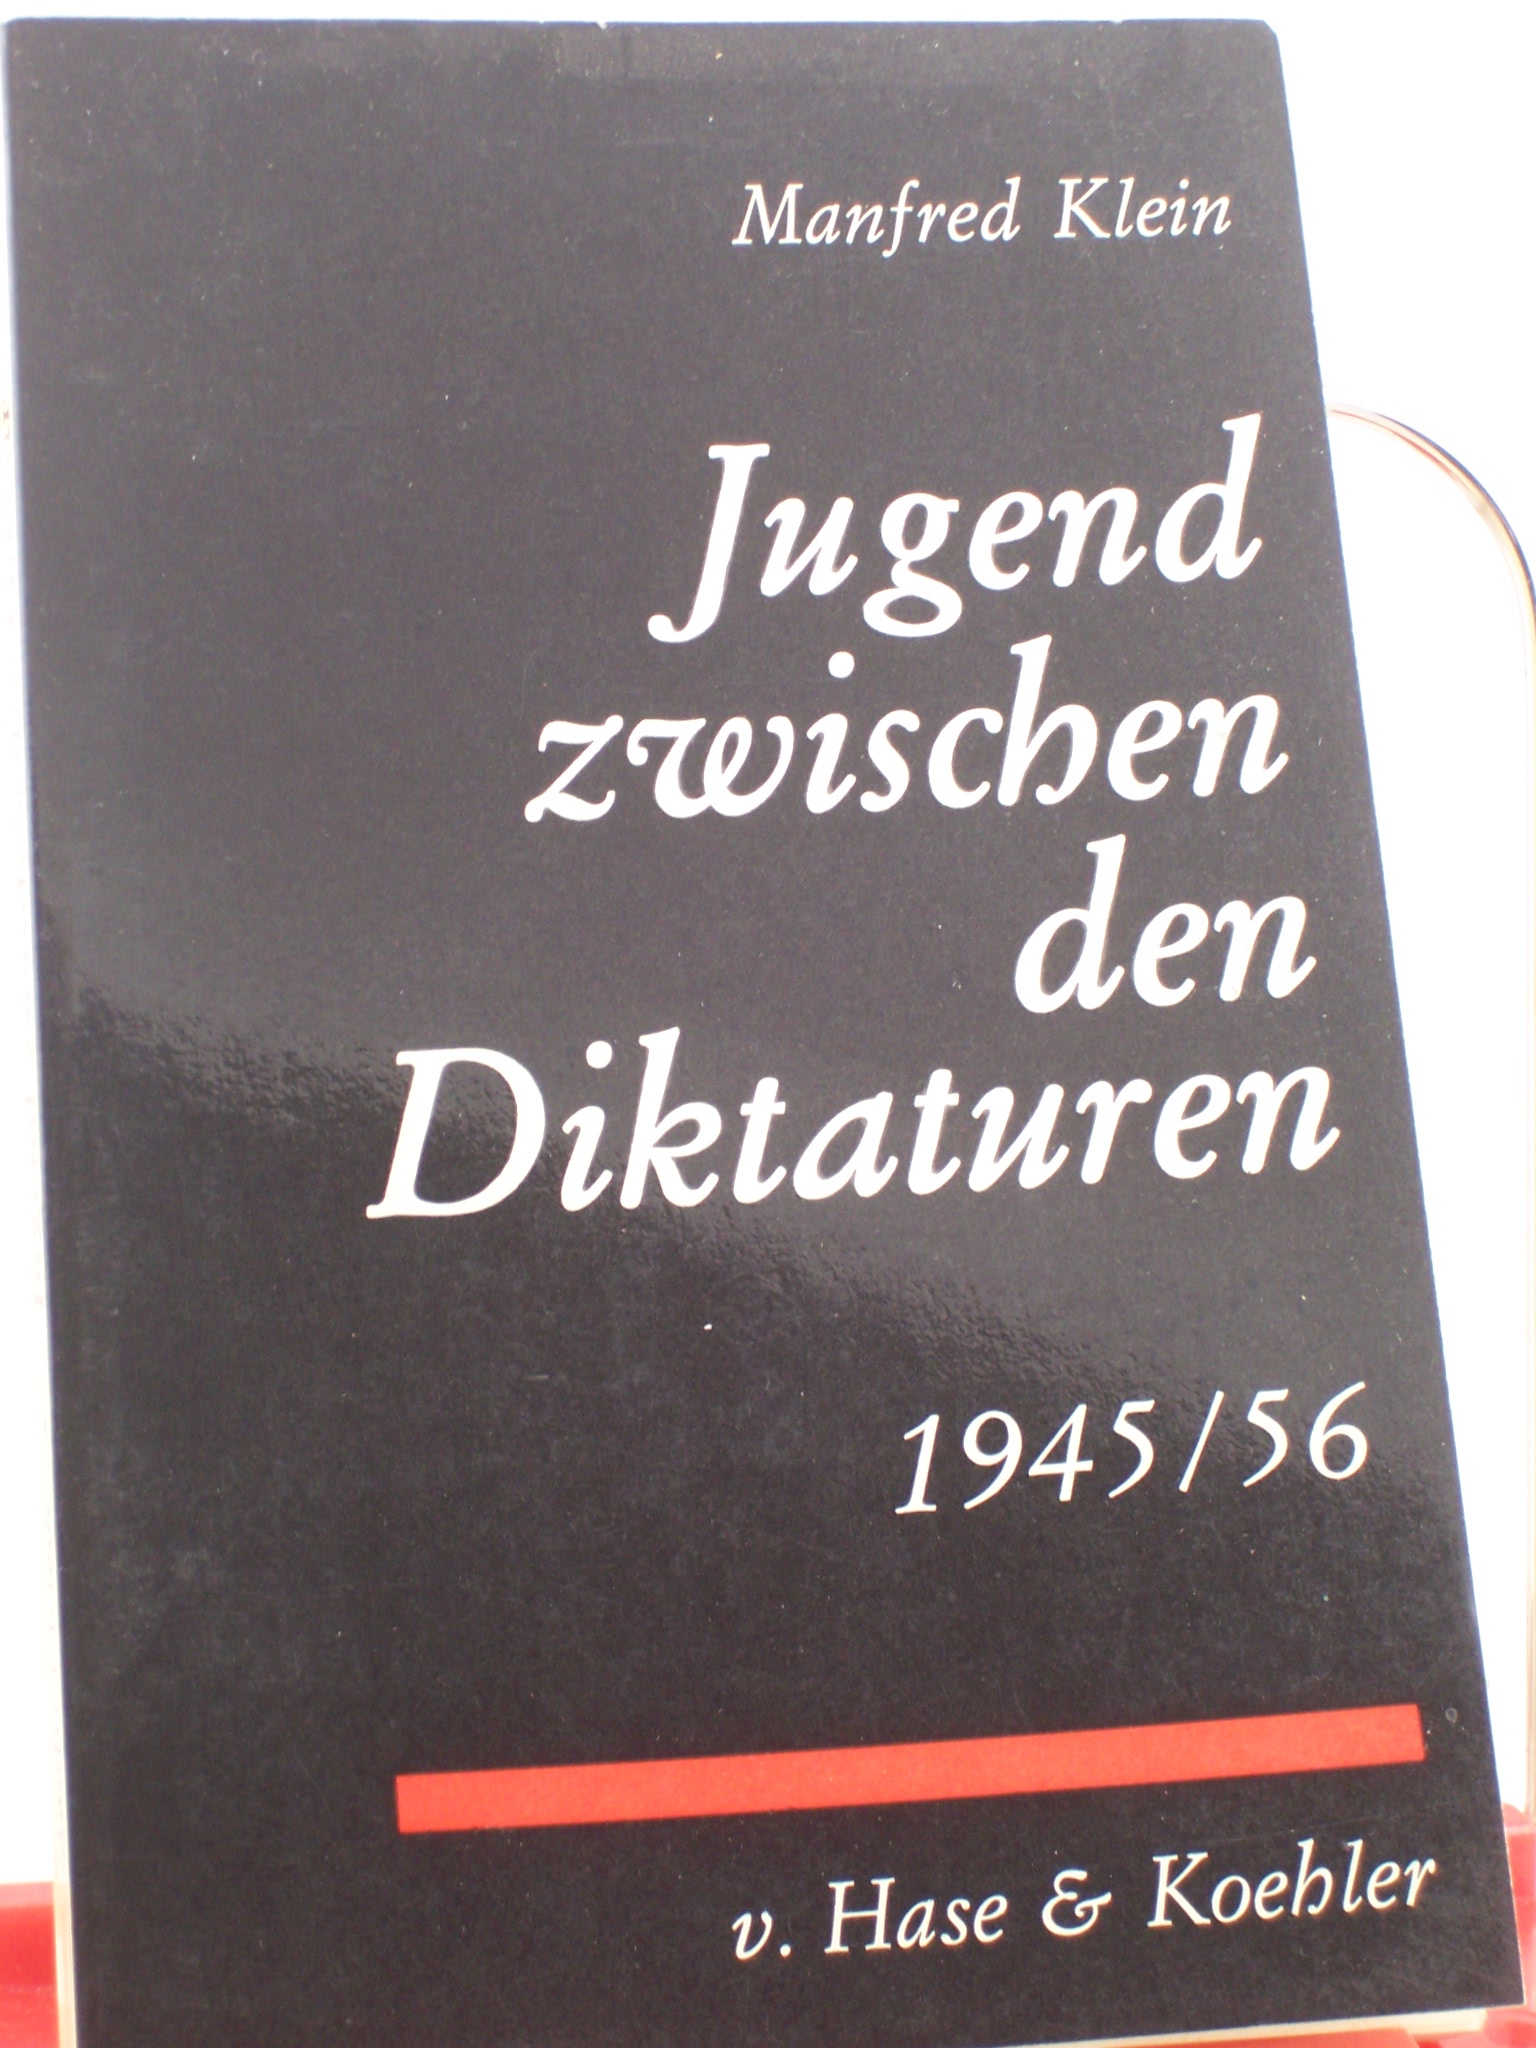 Manfred Klein
Jugend
zwischen
den
Diktaturen
1945/56
v. Hase & Koehler